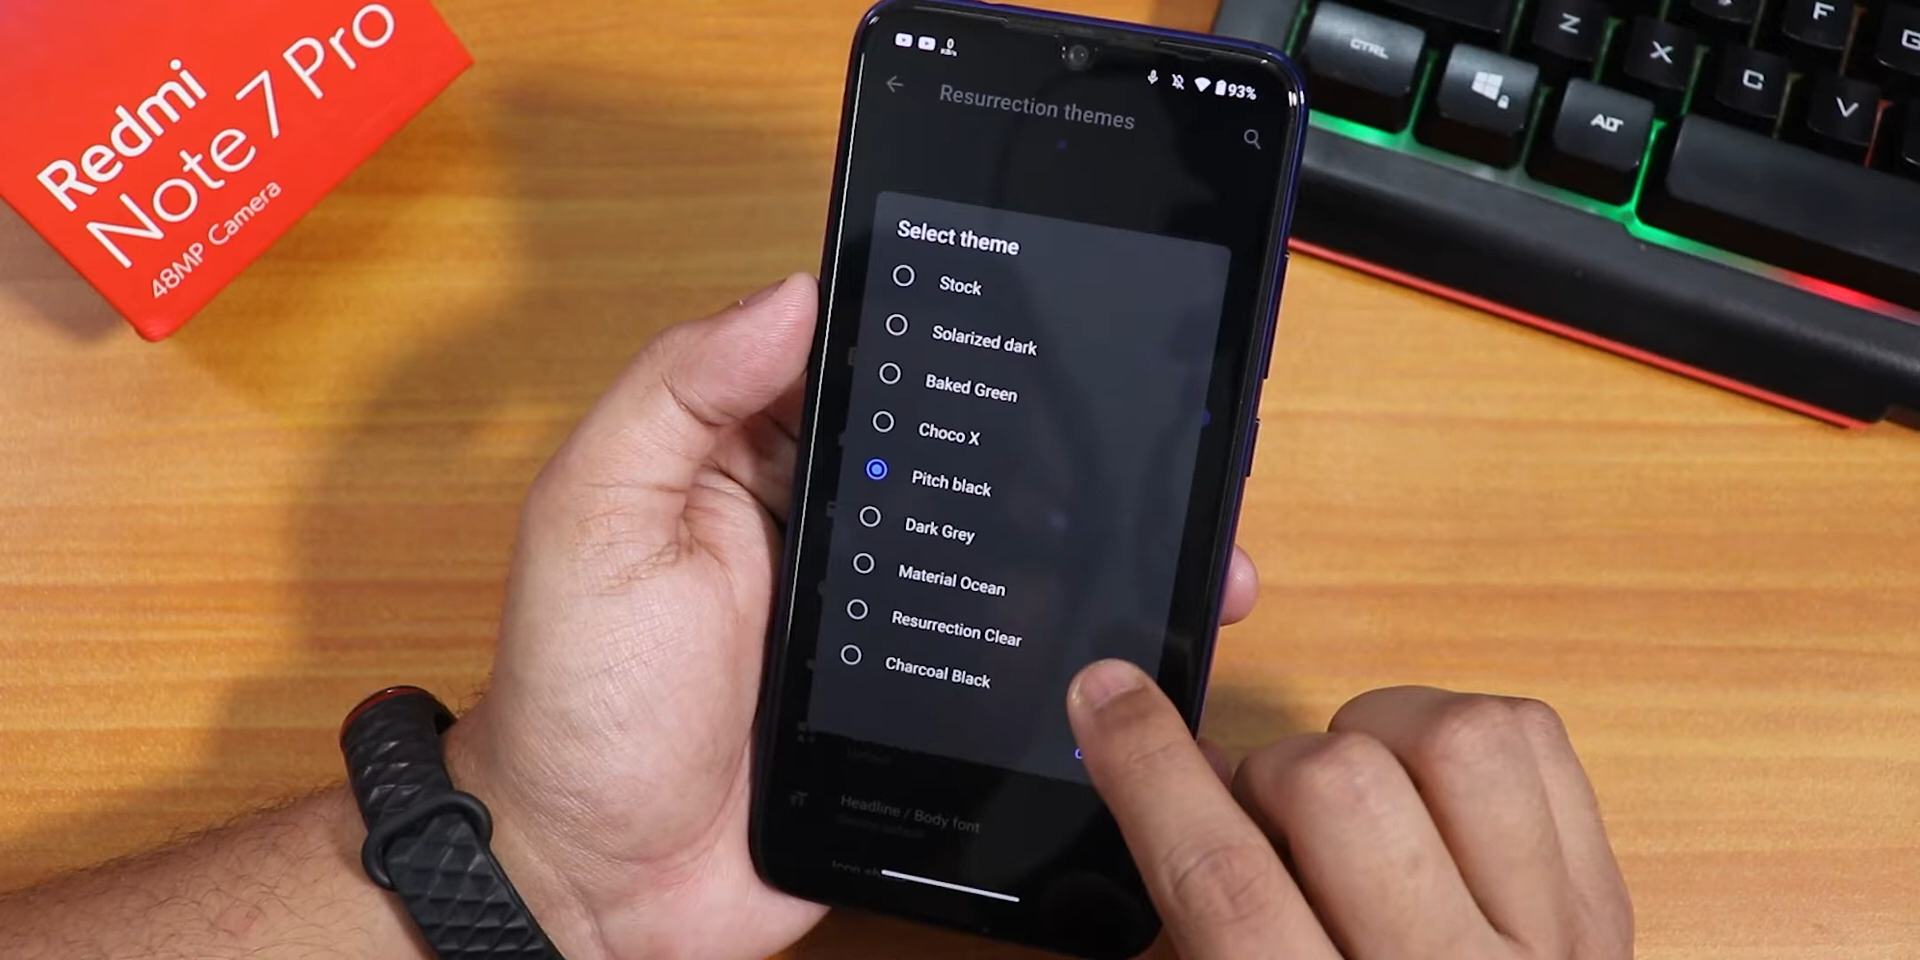 Redmi
Note 7 Pro
48MP Camera
0
93%
Resurrection themes
Select theme
Stock
Solarized dark
Baked Green
Choco X
Pitch black
Dark Grey
Material Ocean
Resurrection Clear
Charcoal Black
Headline / Body font
CTRL
ALT
Z
X
C
V
F
G